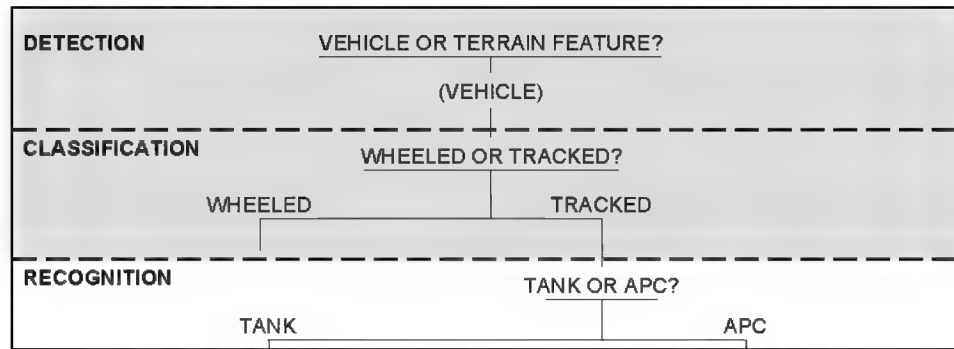 DETECTION
VEHICLE OR TERRAIN FEATURE?
(VEHICLE)
CLASSIFICATION
WHEELED OR TRACKED?
WHEELED TRACKED
RECOGNITION
TANK OR APC?
TANK APC